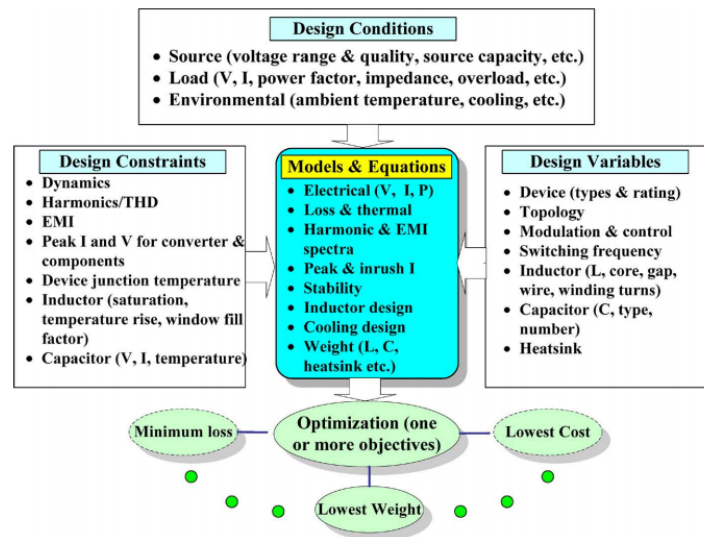 Design Conditions
• Source (voltage range & quality, source capacity, etc.)
• Load (V, I, power factor, impedance, overload, etc.)
• Environmental (ambient temperature, cooling, etc.)
Design Constraints
• Dynamics
• Harmonics/THD
• EMI
• Peak I and V for converter &
components
• Device junction temperature
• Inductor (saturation,
temperature rise, window fill
factor)
• Capacitor (V, I, temperature)
Models & Equations
• Electrical (V, I, P)
• Loss & thermal
• Harmonic & EMI
spectra
• Peak & inrush I
• Stability
• Inductor design
• Cooling design
• Weight (L, C,
heatsink etc.)
Design Variables
• Device (types & rating)
• Topology
• Modulation & control
• Switching frequency
• Inductor (L, core, gap,
wire, winding turns)
• Capacitor (C, type,
number)
• Heatsink
Minimum loss
Optimization (one
or more objectives)
Lowest Cost
Lowest Weight